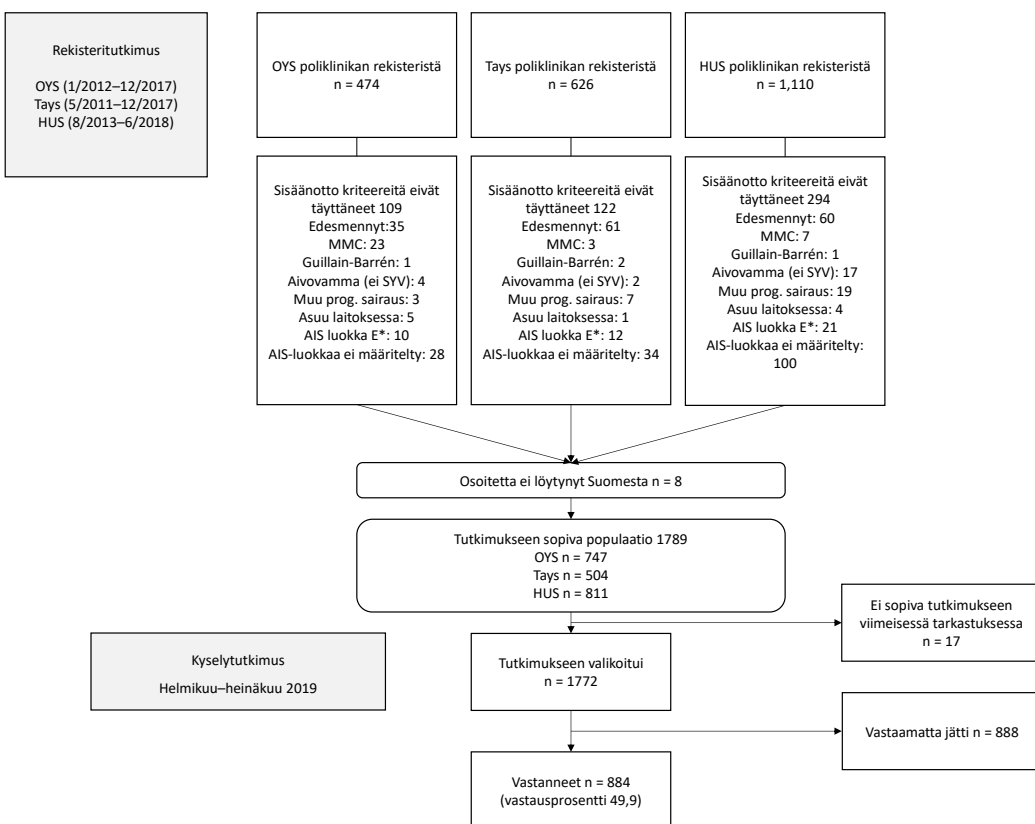 Rekisteritutkimus
OYS (1/2012–12/2017)
Tays (5/2011–12/2017)
HUS (8/2013–6/2018)
OYS poliklinikan rekisteristä
n = 474
Tays poliklinikan rekisteristä
n = 626
HUS poliklinikan rekisteristä
n = 1,110
Sisäänotto kriteereitä eivät
täyttäneet 109
Edesmennyt:35
MMC: 23
Guillain-Barrén: 1
Aivovamma (ei SYV): 4
Muu prog. sairaus: 3
Asuu laitoksessa: 5
AIS luokka E*: 10
AIS-luokkaa ei määritelty: 28
Sisäänotto kriteereitä eivät
täyttäneet 122
Edesmennyt: 61
MMC: 3
Guillain-Barrén: 2
Aivovamma (ei SYV): 2
Muu prog. sairaus: 7
Asuu laitoksessa: 1
AIS luokka E*: 12
AIS-luokkaa ei määritelty: 34
Sisäänotto kriteereitä eivät
täyttäneet 294
Edesmennyt: 60
MMC: 7
Guillain-Barrén: 1
Aivovamma (ei SYV): 17
Muu prog. sairaus: 19
Asuu laitoksessa: 4
AIS luokka E*: 21
AIS-luokkaa ei määritelty:
100
Osoitetta ei löytynyt Suomesta n = 8
Tutkimukseen sopiva populaatio 1789
OYS n = 747
Tays n = 504
HUS n = 811
Ei sopiva tutkimukseen
viimeisessä tarkastuksessa
n = 17
Kyselytutkimus
Helmikuu–heinäkuu 2019
Tutkimukseen valikoitui
n = 1772
Vastaamatta jätti n = 888
Vastanneet n = 884
(vastausprosentti 49,9)